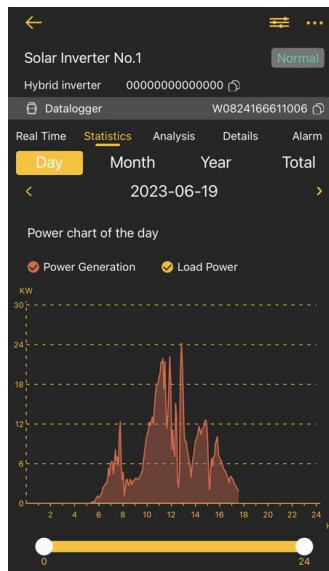 Solar Inverter No.1 Normal
Hybrid inverter 00000000000000
Datalogger W0824166611006
Real Time Statistics Analysis Details Alarm
Day Month Year Total
2023-06-19
Power chart of the day
Power Generation Load Power
KW
30
24
18
12
6
0
2 4 6 8 10 12 14 16 18 20 22 24
0 24